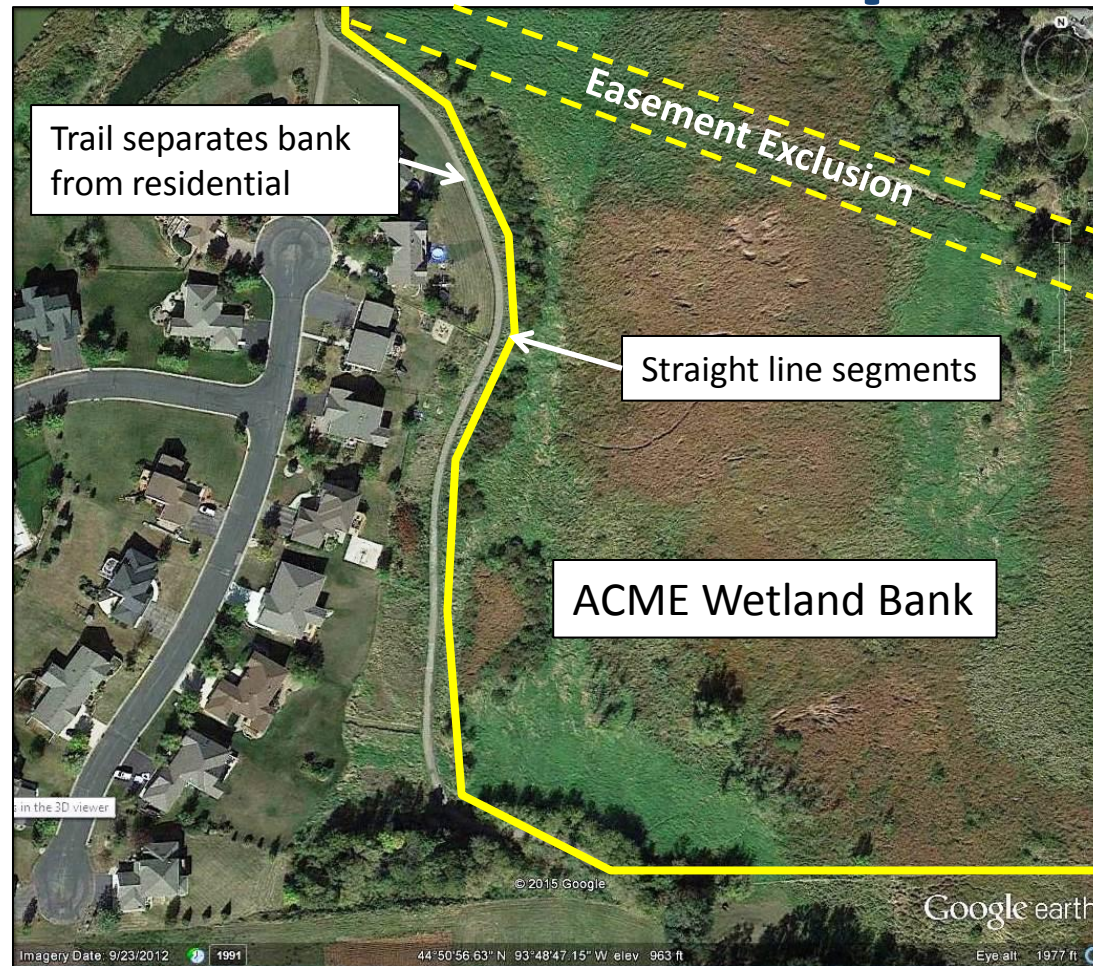 N
Easement Exclusion
Trail separates bank
from residential
Straight line segments
ACME Wetland Bank
s in the 3D viewer
© 2015 Google
Google earth
Imagery Date: 9/23/2012
1991
44°50'56.63" N 93°48'47.15" W elev 963 ft
Eye alt 1977 ft